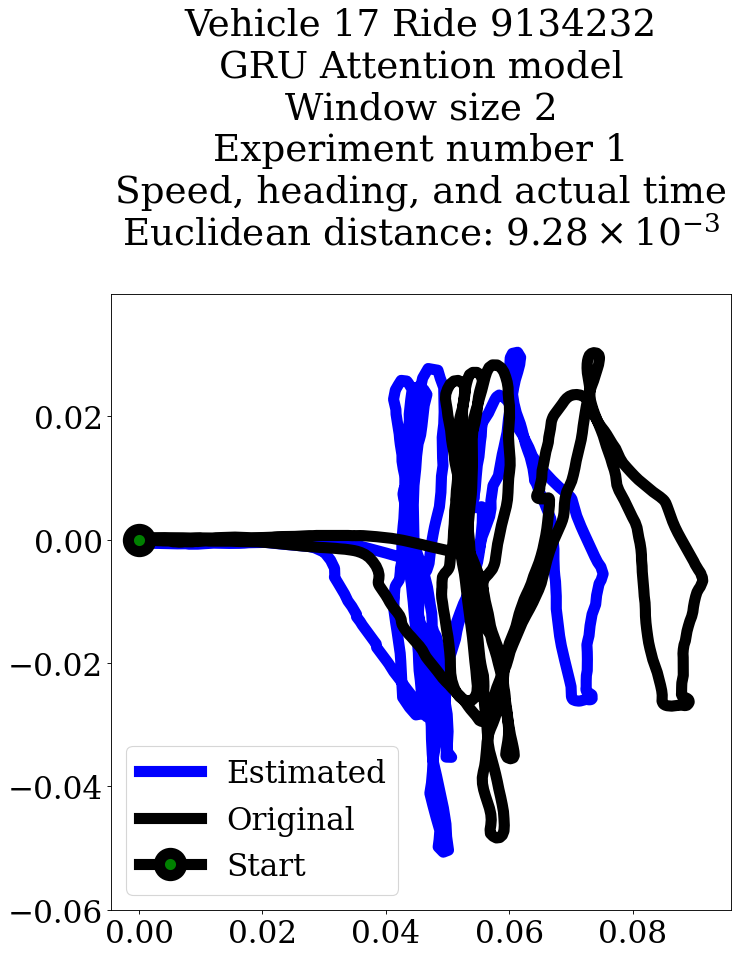 Vehicle 17 Ride 9134232
GRU Attention model
Window size 2
Experiment number 1
Speed, heading, and actual time
Euclidean distance: 9.28 × 10⁻³
0.02
0.00
−0.02
−0.04
−0.06
Estimated
Original
Start
0.00 0.02 0.04 0.06 0.08